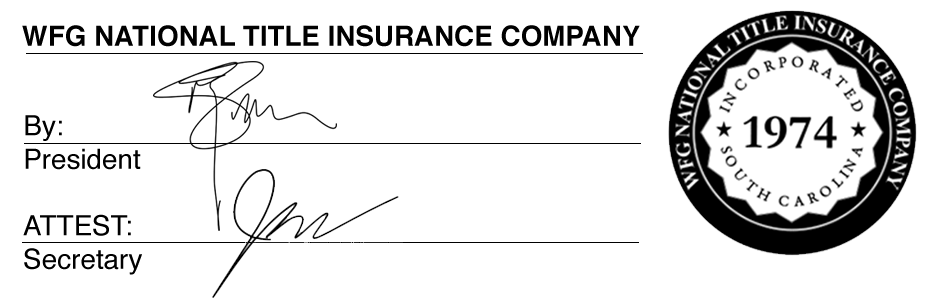 WFG NATIONAL TITLE INSURANCE COMPANY
By:
President
ATTEST:
Secretary
WFG NATIONAL TITLE INSURANCE COMPANY
INCORPORATED
★ 1974 ★
SOUTH CAROLINA